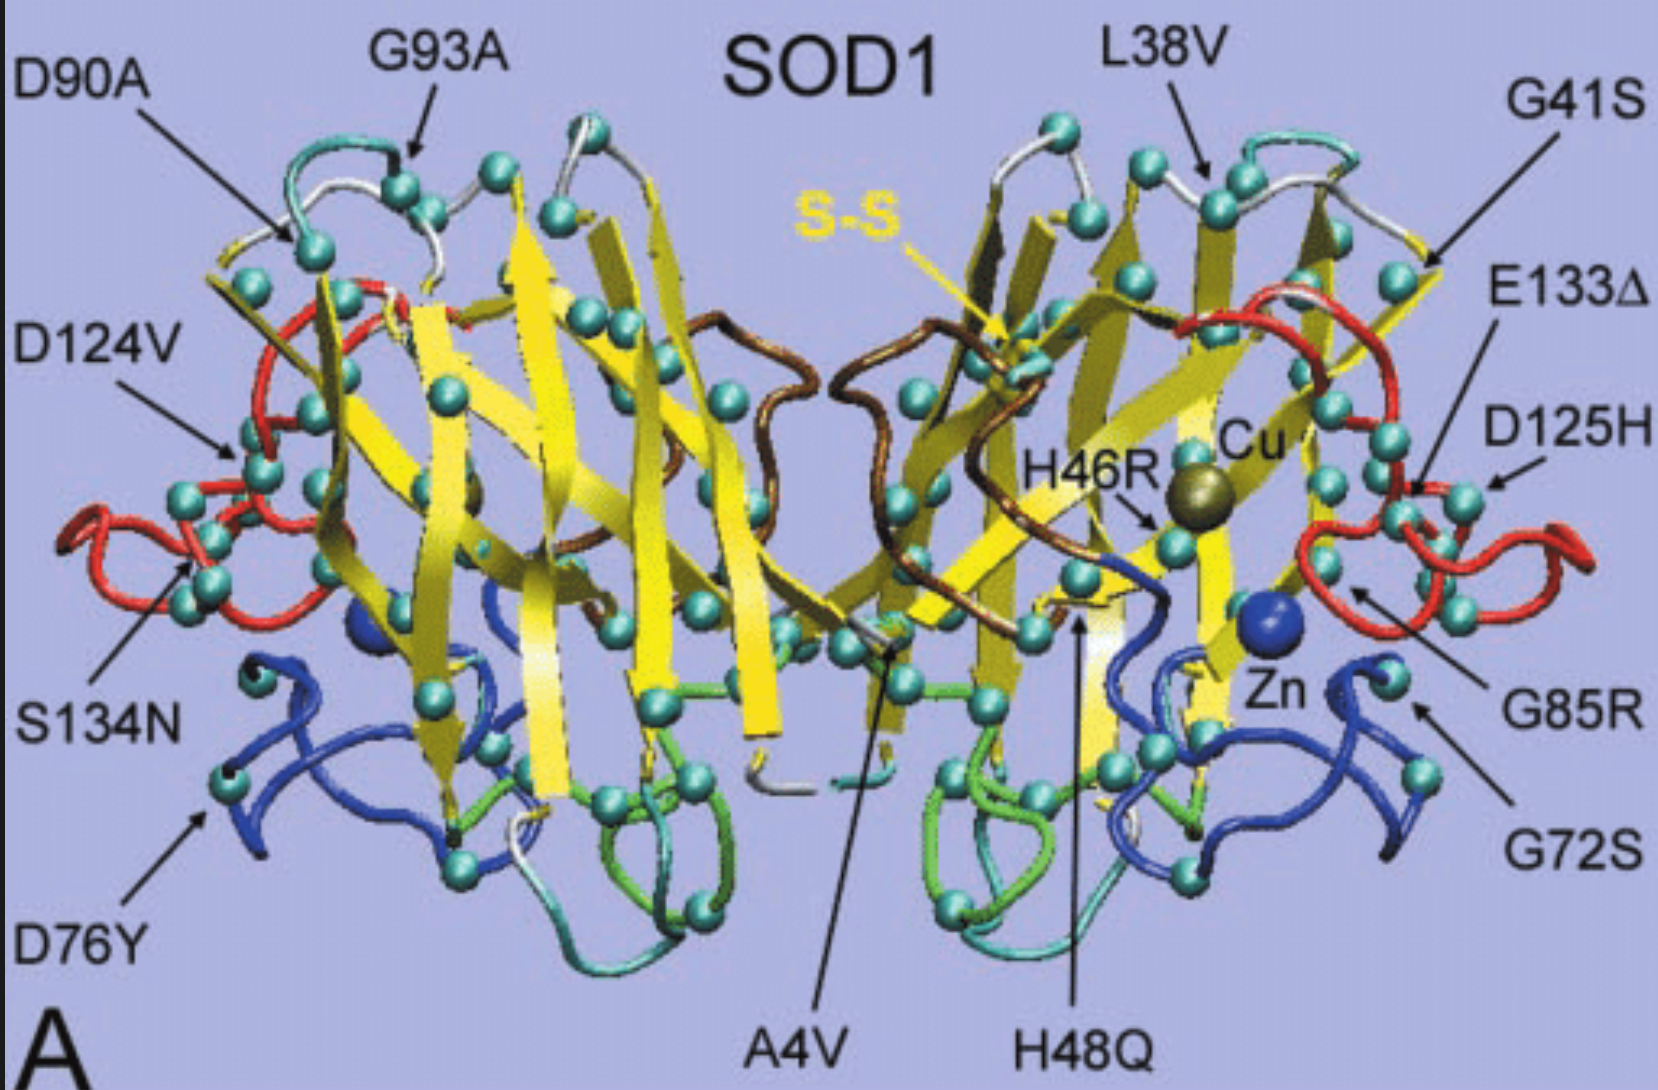 SOD1
D90A
G93A
L38V
G41S
S-S
E133Δ
D124V
D125H
Cu
H46R
S134N
Zn
G85R
G72S
D76Y
A4V
H48Q
A